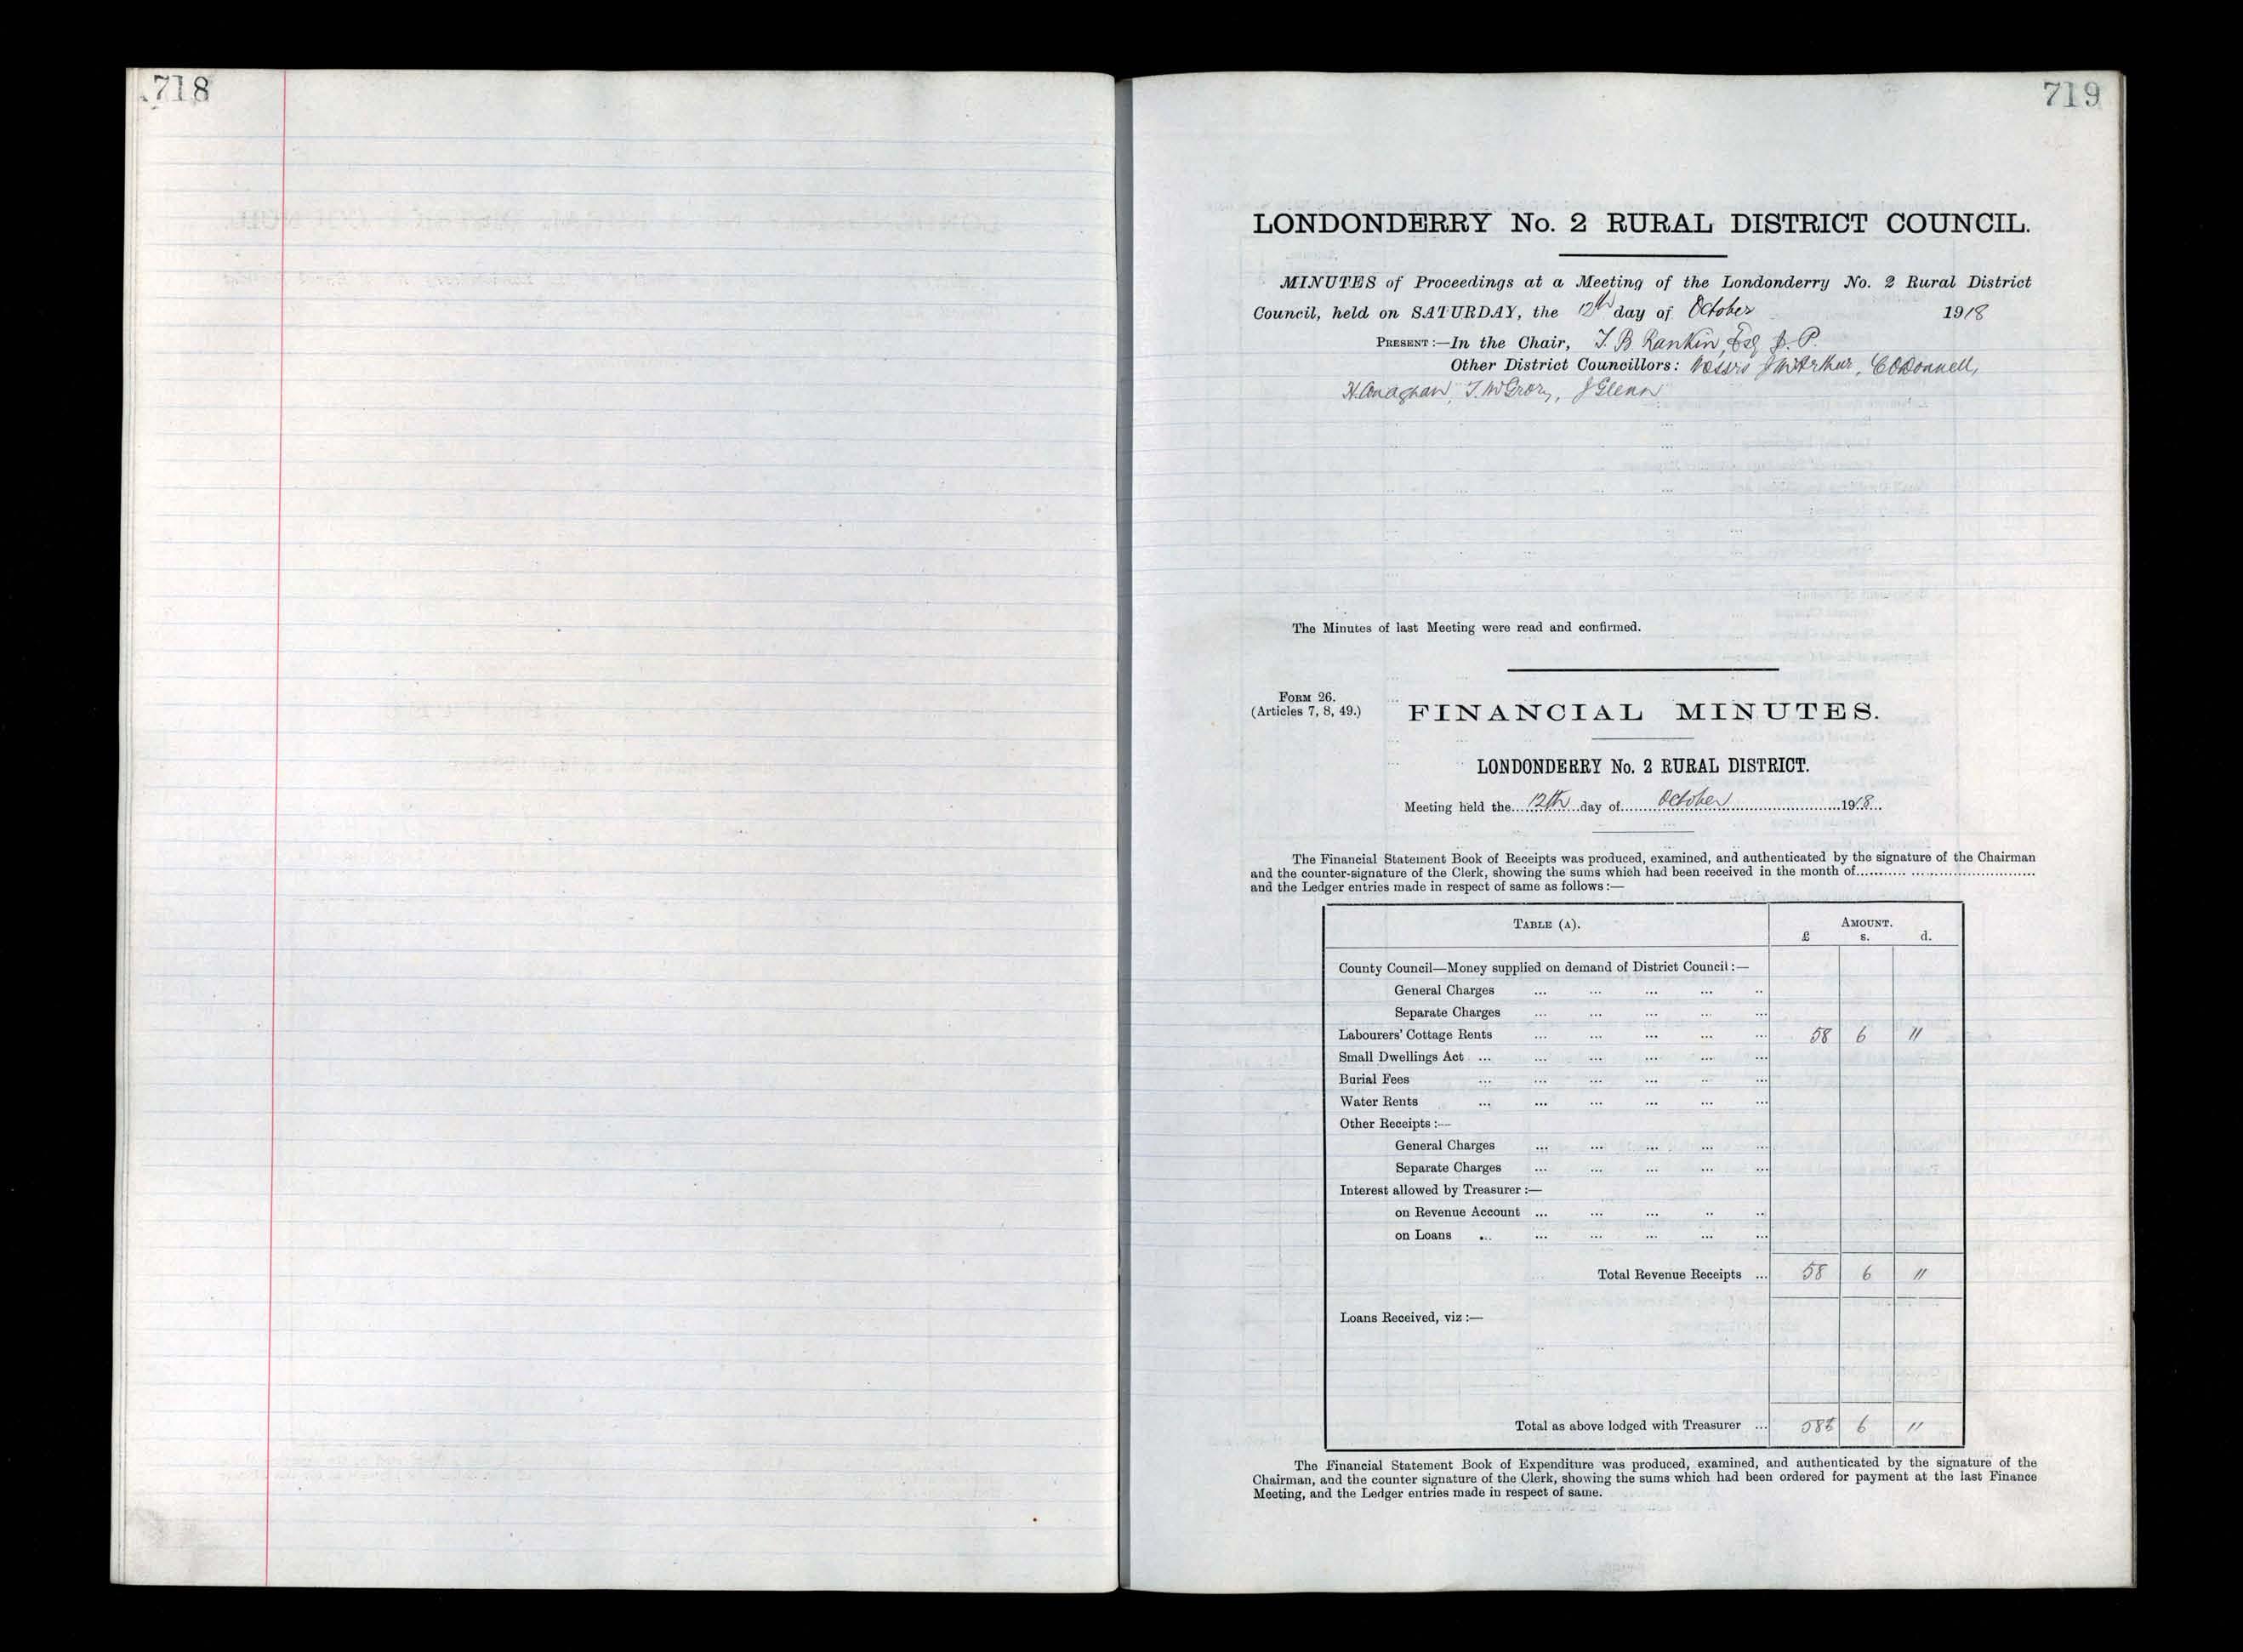 718
719
LONDONDERRY No. 2 RURAL DISTRICT COUNCIL.
MINUTES of Proceedings at a Meeting of the Londonderry No. 2 Rural District
Council, held on SATURDAY, the 12th day of October 1918
PRESENT :—In the Chair, T. B. Rankin, Esq J. P.
Other District Councillors: Messrs J McArthur, C O'Donnell,
H. Conaghan, T. McGrory, J Glenn
The Minutes of last Meeting were read and confirmed.
FORM 26.
(Articles 7, 8, 49.)
FINANCIAL MINUTES.
LONDONDERRY No. 2 RURAL DISTRICT.
Meeting held the 12th day of October 1918
The Financial Statement Book of Receipts was produced, examined, and authenticated by the signature of the Chairman
and the counter-signature of the Clerk, showing the sums which had been received in the month of
and the Ledger entries made in respect of same as follows :—
TABLE (A). AMOUNT.
£ s. d.
County Council—Money supplied on demand of District Council :—
General Charges
Separate Charges
Labourers' Cottage Rents 58 6 "
Small Dwellings Act
Burial Fees
Water Rents
Other Receipts :—
General Charges
Separate Charges
Interest allowed by Treasurer :—
on Revenue Account
on Loans
Total Revenue Receipts 58 6 "
Loans Received, viz :—
Total as above lodged with Treasurer 58 6 "
The Financial Statement Book of Expenditure was produced, examined, and authenticated by the signature of the
Chairman, and the counter signature of the Clerk, showing the sums which had been ordered for payment at the last Finance
Meeting, and the Ledger entries made in respect of same.